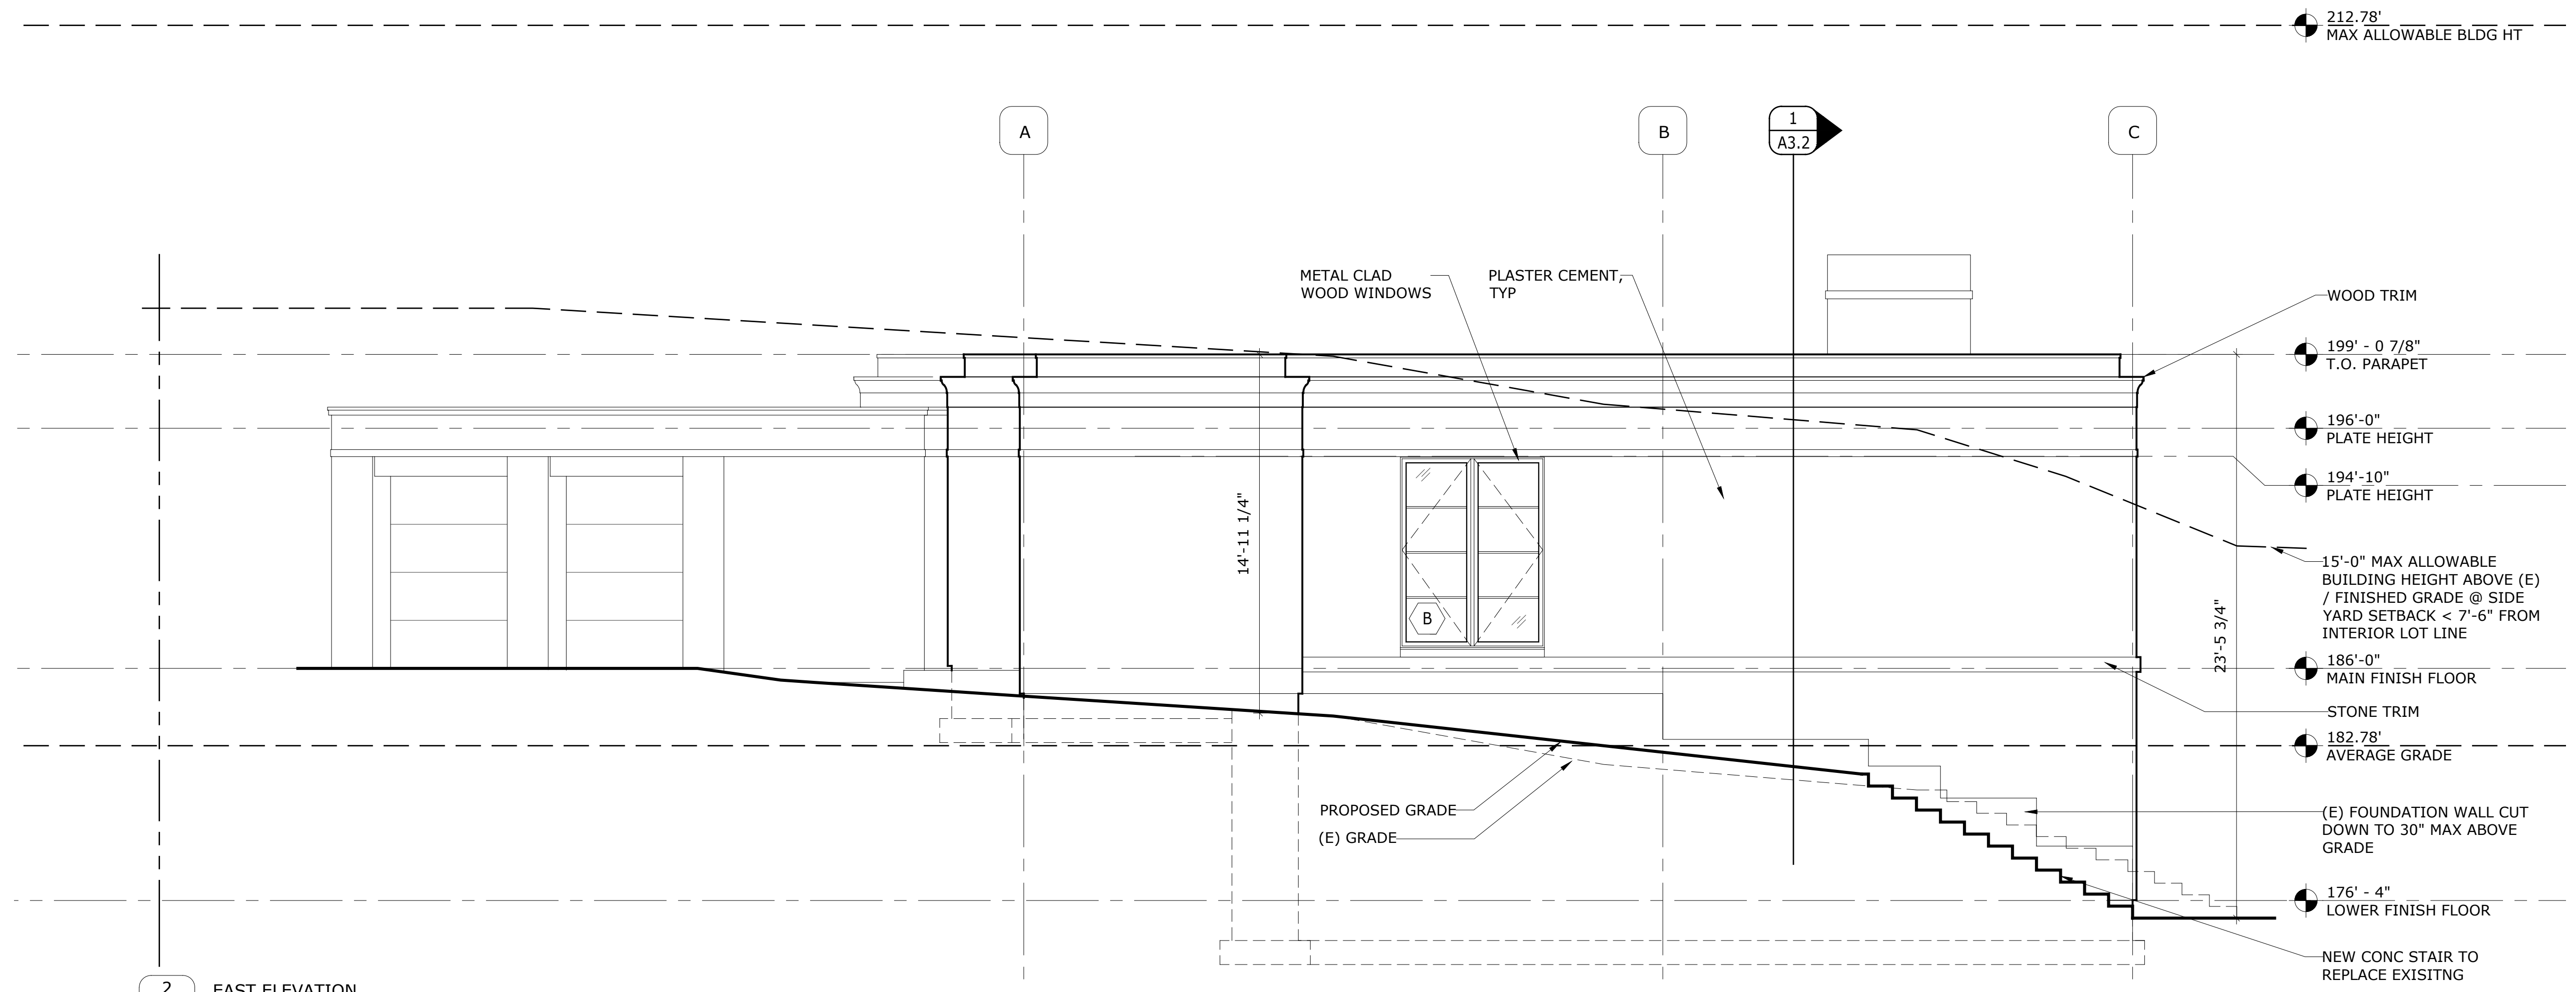 212.78'
MAX ALLOWABLE BLDG HT
A
B
1
A3.2
C
METAL CLAD
WOOD WINDOWS
PLASTER CEMENT,
TYP
WOOD TRIM
199' - 0 7/8"
T.O. PARAPET
196'-0"
PLATE HEIGHT
194'-10"
PLATE HEIGHT
14'-11 1/4"
B
15'-0" MAX ALLOWABLE
BUILDING HEIGHT ABOVE (E)
/ FINISHED GRADE @ SIDE
YARD SETBACK < 7'-6" FROM
INTERIOR LOT LINE
23'-5 3/4"
186'-0"
MAIN FINISH FLOOR
STONE TRIM
182.78'
AVERAGE GRADE
PROPOSED GRADE
(E) GRADE
(E) FOUNDATION WALL CUT
DOWN TO 30" MAX ABOVE
GRADE
176' - 4"
LOWER FINISH FLOOR
NEW CONC STAIR TO
REPLACE EXISITNG
2
EAST ELEVATION